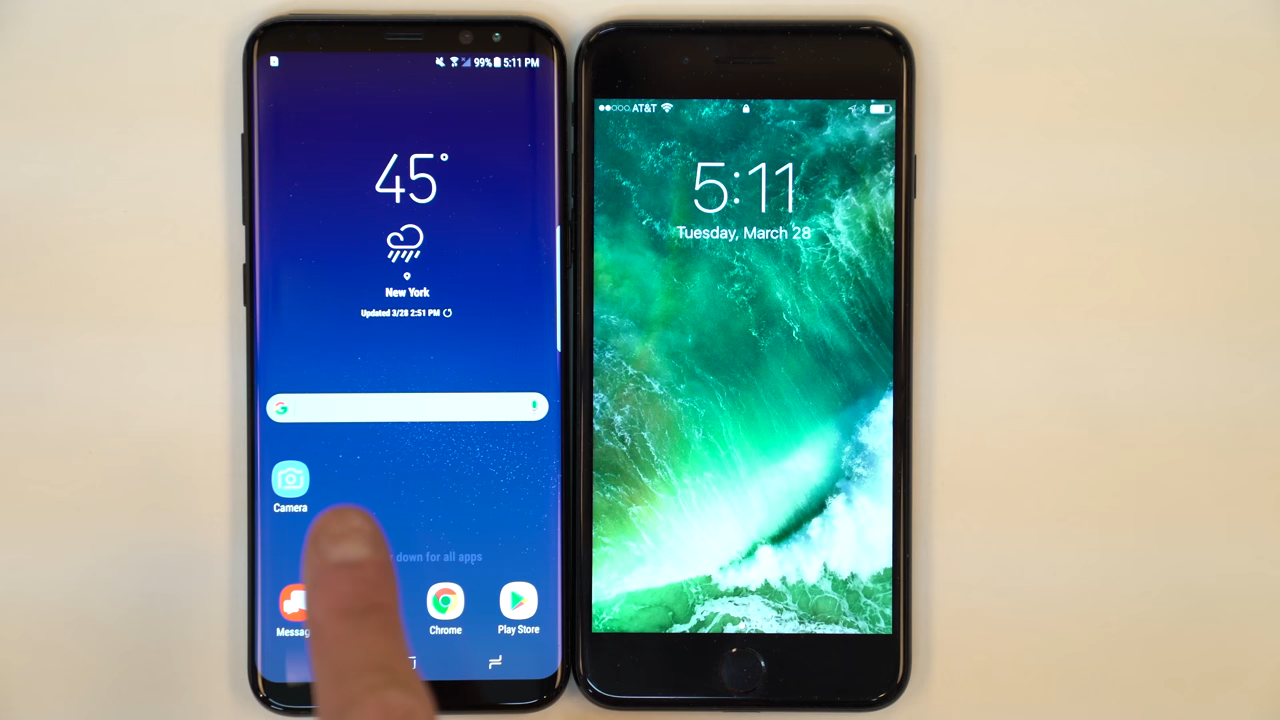 99% 5:11 PM
45°
New York
Updated 3/28 2:51 PM
Camera
down for all apps
Chrome
Play Store
AT&T
5:11
Tuesday, March 28